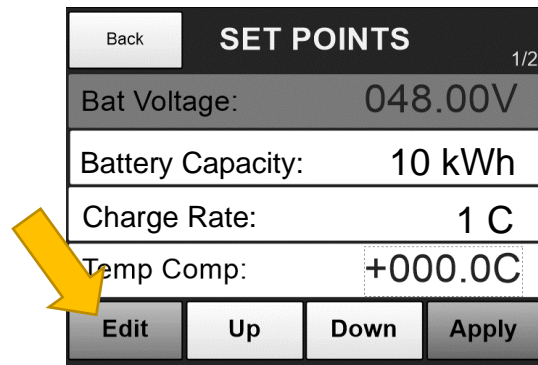 Back SET POINTS 1/2
Bat Voltage: 048.00V
Battery Capacity: 10 kWh
Charge Rate: 1 C
Temp Comp: +000.0C
Edit Up Down Apply